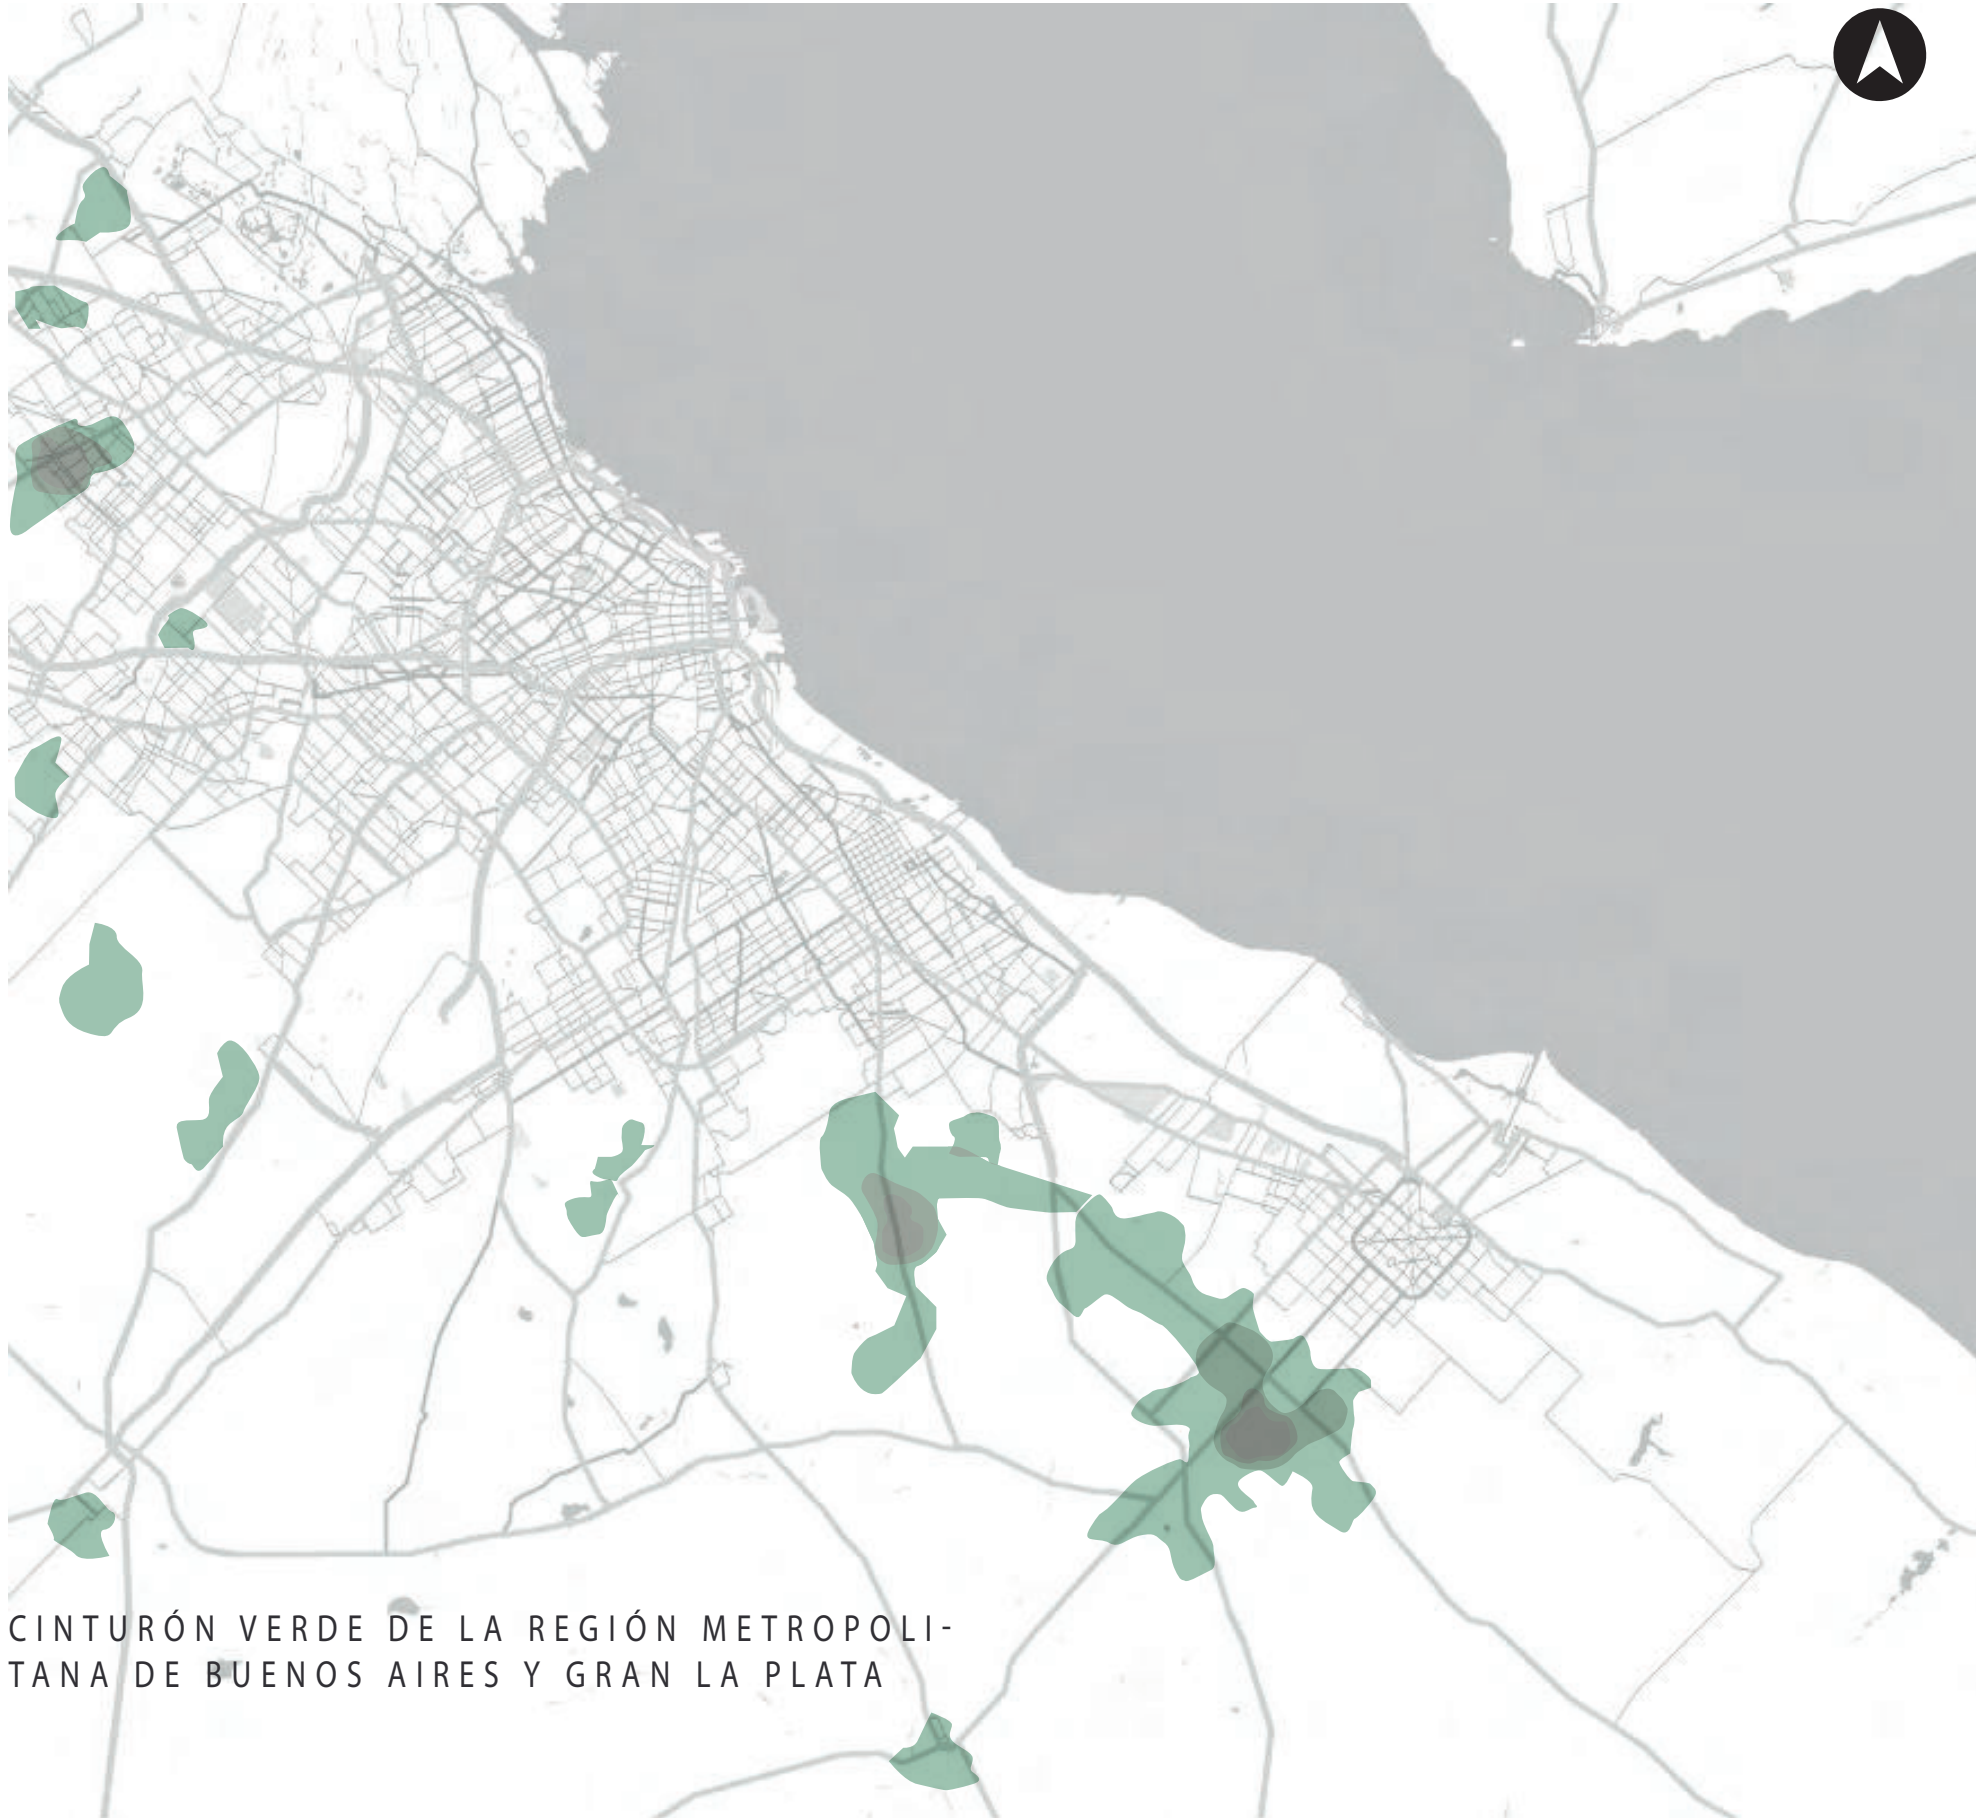 CINTURÓN VERDE DE LA REGIÓN METROPOLI-
TANA DE BUENOS AIRES Y GRAN LA PLATA